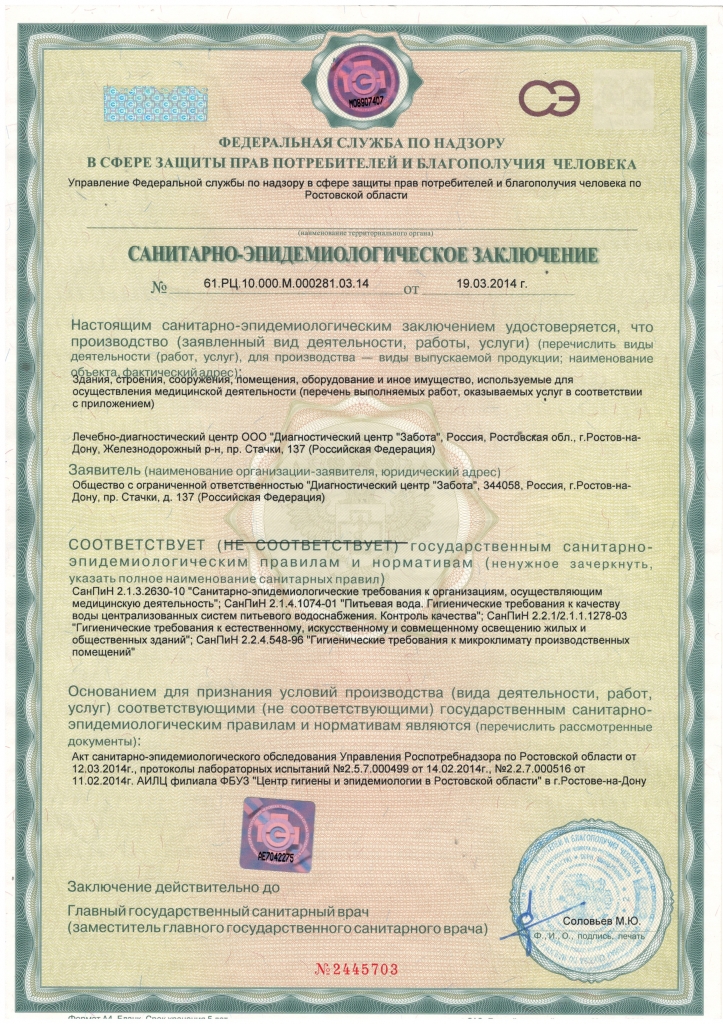 МО8907407
СЭ
ФЕДЕРАЛЬНАЯ СЛУЖБА ПО НАДЗОРУ
В СФЕРЕ ЗАЩИТЫ ПРАВ ПОТРЕБИТЕЛЕЙ И БЛАГОПОЛУЧИЯ ЧЕЛОВЕКА
Управление Федеральной службы по надзору в сфере защиты прав потребителей и благополучия человека по
Ростовской области
(наименование территориального органа)
САНИТАРНО-ЭПИДЕМИОЛОГИЧЕСКОЕ ЗАКЛЮЧЕНИЕ
№ 61.РЦ.10.000.М.000281.03.14 от 19.03.2014 г.
Настоящим санитарно-эпидемиологическим заключением удостоверяется, что
производство (заявленный вид деятельности, работы, услуги) (перечислить виды
деятельности (работ, услуг), для производства — виды выпускаемой продукции; наименование
объекта, фактический адрес):
Здания, строения, сооружения, помещения, оборудование и иное имущество, используемые для
осуществления медицинской деятельности (перечень выполняемых работ, оказываемых услуг в соответствии
с приложением)
Лечебно-диагностический центр ООО "Диагностический центр "Забота", Россия, Ростовская обл., г.Ростов-на-
Дону, Железнодорожный р-н, пр. Стачки, 137 (Российская Федерация)
Заявитель (наименование организации-заявителя, юридический адрес)
Общество с ограниченной ответственностью "Диагностический центр "Забота", 344058, Россия, г.Ростов-на-
Дону, пр. Стачки, д. 137 (Российская Федерация)
СООТВЕТСТВУЕТ (НЕ СООТВЕТСТВУЕТ) государственным санитарно-
эпидемиологическим правилам и нормативам (ненужное зачеркнуть,
указать полное наименование санитарных правил)
СанПиН 2.1.3.2630-10 "Санитарно-эпидемиологические требования к организациям, осуществляющим
медицинскую деятельность"; СанПиН 2.1.4.1074-01 "Питьевая вода. Гигиенические требования к качеству
воды централизованных систем питьевого водоснабжения. Контроль качества"; СанПиН 2.2.1/2.1.1.1278-03
"Гигиенические требования к естественному, искусственному и совмещенному освещению жилых и
общественных зданий"; СанПиН 2.2.4.548-96 "Гигиенические требования к микроклимату производственных
помещений"
Основанием для признания условий производства (вида деятельности, работ,
услуг) соответствующими (не соответствующими) государственным санитарно-
эпидемиологическим правилам и нормативам являются (перечислить рассмотренные
документы):
Акт санитарно-эпидемиологического обследования Управления Роспотребнадзора по Ростовской области от
12.03.2014г., протоколы лабораторных испытаний №2.5.7.000499 от 14.02.2014г., №2.2.7.000516 от
11.02.2014г. АИЛЦ филиала ФБУЗ "Центр гигиены и эпидемиологии в Ростовской области" в г.Ростове-на-Дону
АЕ7042275
Заключение действительно до
Главный государственный санитарный врач
(заместитель главного государственного санитарного врача)
Соловьев М.Ю.
Ф., И., О., подпись, печать
№2445703